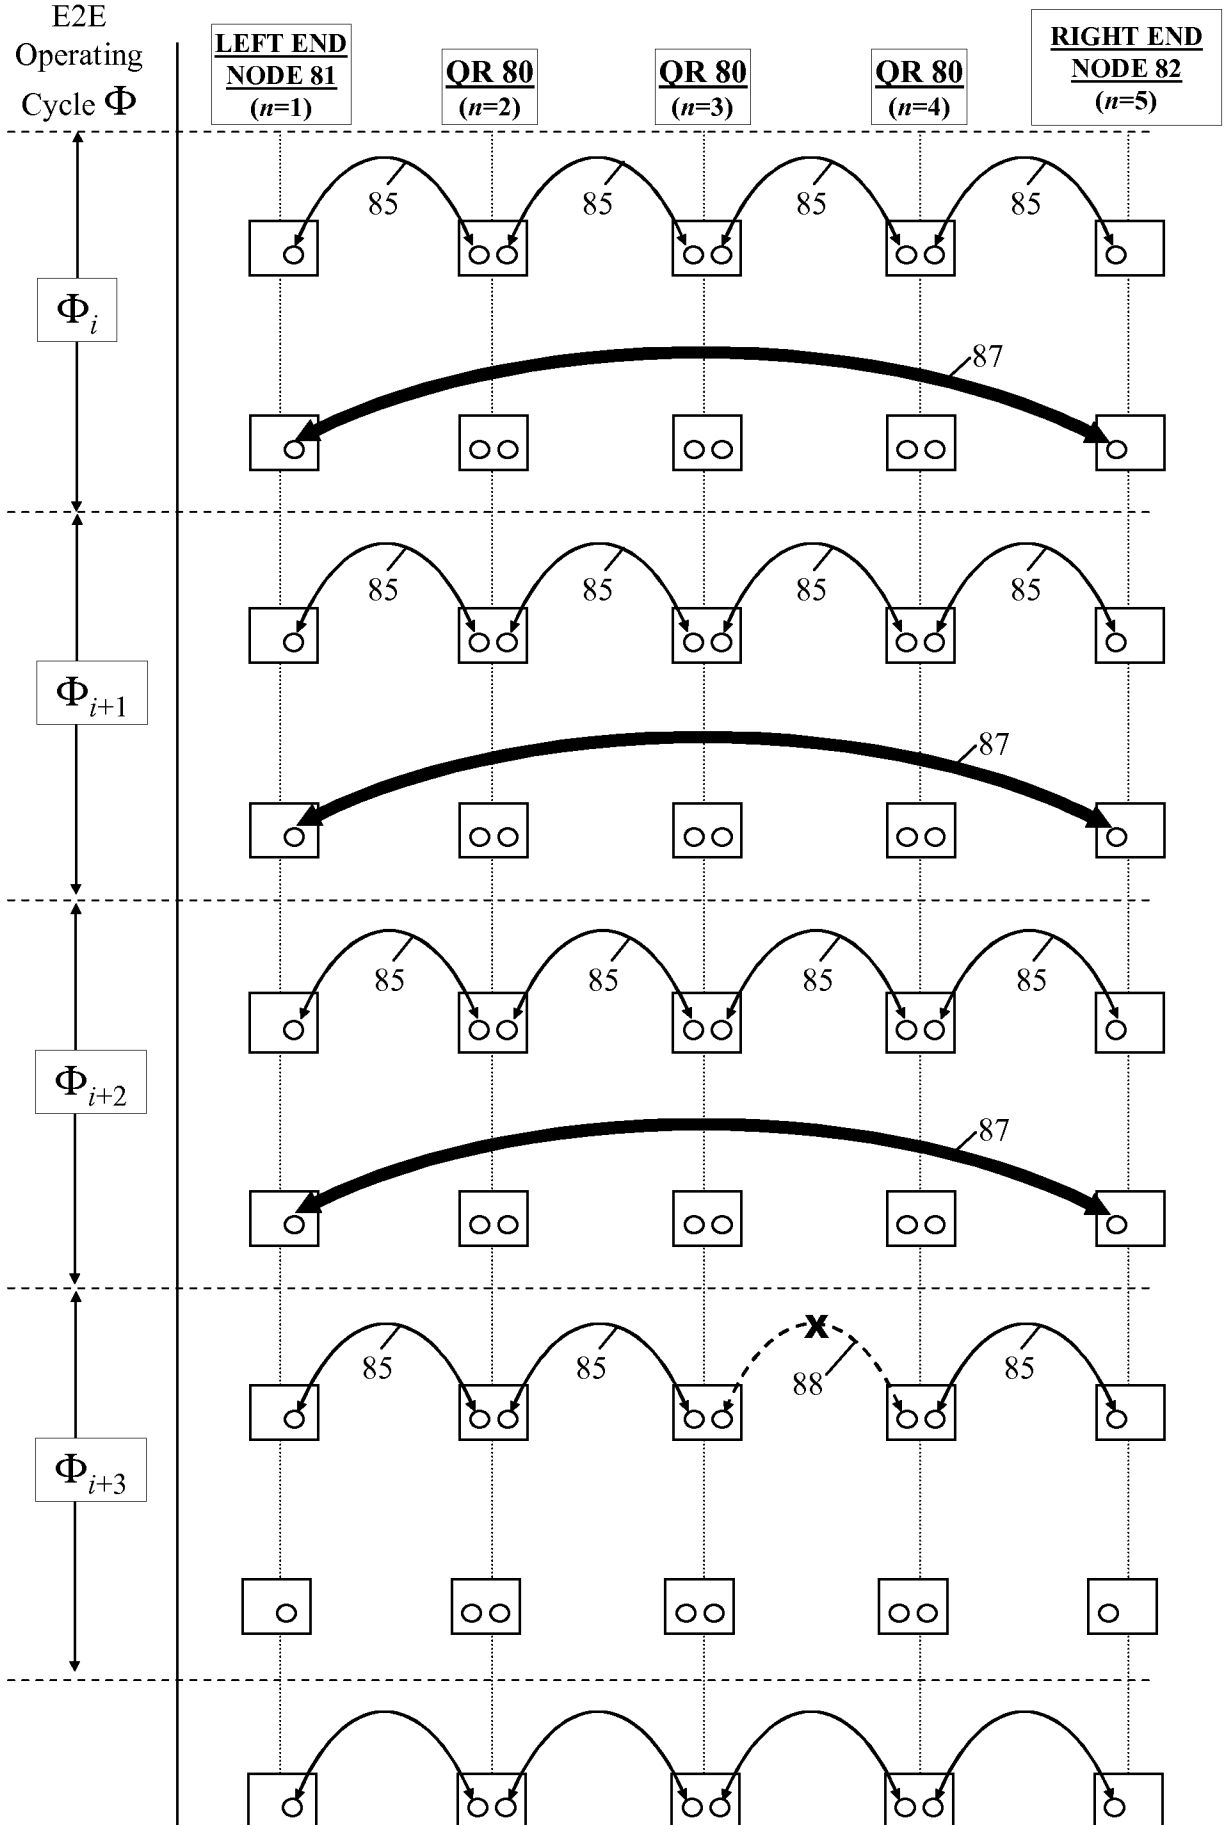 E2E
Operating
Cycle Φ
LEFT END
NODE 81
(n=1)
QR 80
(n=2)
QR 80
(n=3)
QR 80
(n=4)
RIGHT END
NODE 82
(n=5)
85 85 85 85
Φi
87
85 85 85 85
Φi+1
87
85 85 85 85
Φi+2
87
X
85 85 88 85
Φi+3